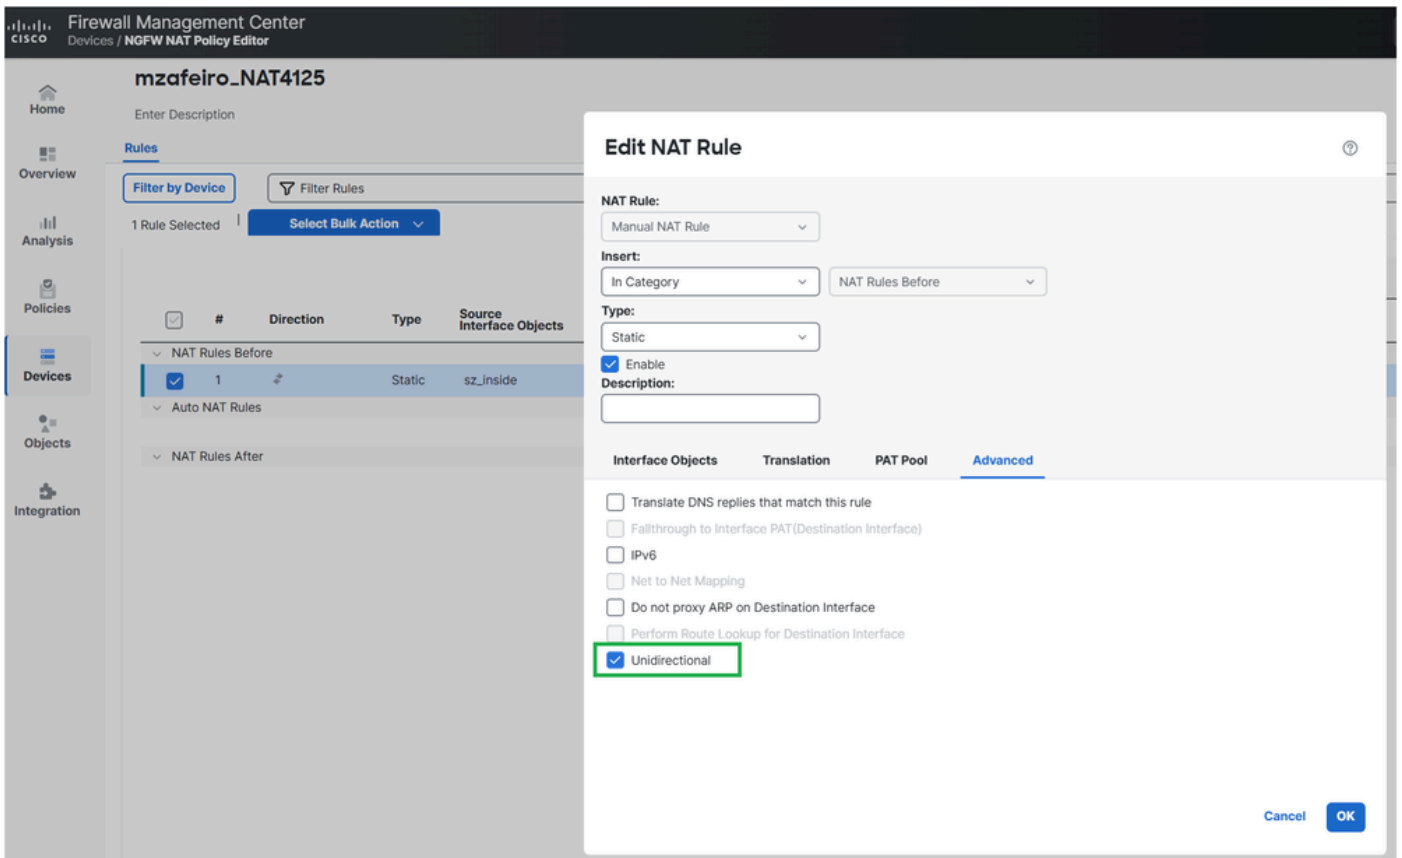 Firewall Management Center
CISCO
Devices / NGFW NAT Policy Editor
Home
Overview
Analysis
Policies
Devices
Objects
Integration
mzafeiro_NAT4125
Enter Description
Rules
Filter by Device
Filter Rules
1 Rule Selected
Select Bulk Action
# Direction Type Source Interface Objects
NAT Rules Before
1 Static sz_inside
Auto NAT Rules
NAT Rules After
Edit NAT Rule
NAT Rule:
Manual NAT Rule
Insert:
In Category NAT Rules Before
Type:
Static
Enable
Description:
Interface Objects Translation PAT Pool Advanced
Translate DNS replies that match this rule
Fallthrough to Interface PAT(Destination Interface)
IPv6
Net to Net Mapping
Do not proxy ARP on Destination Interface
Perform Route Lookup for Destination Interface
Unidirectional
Cancel OK